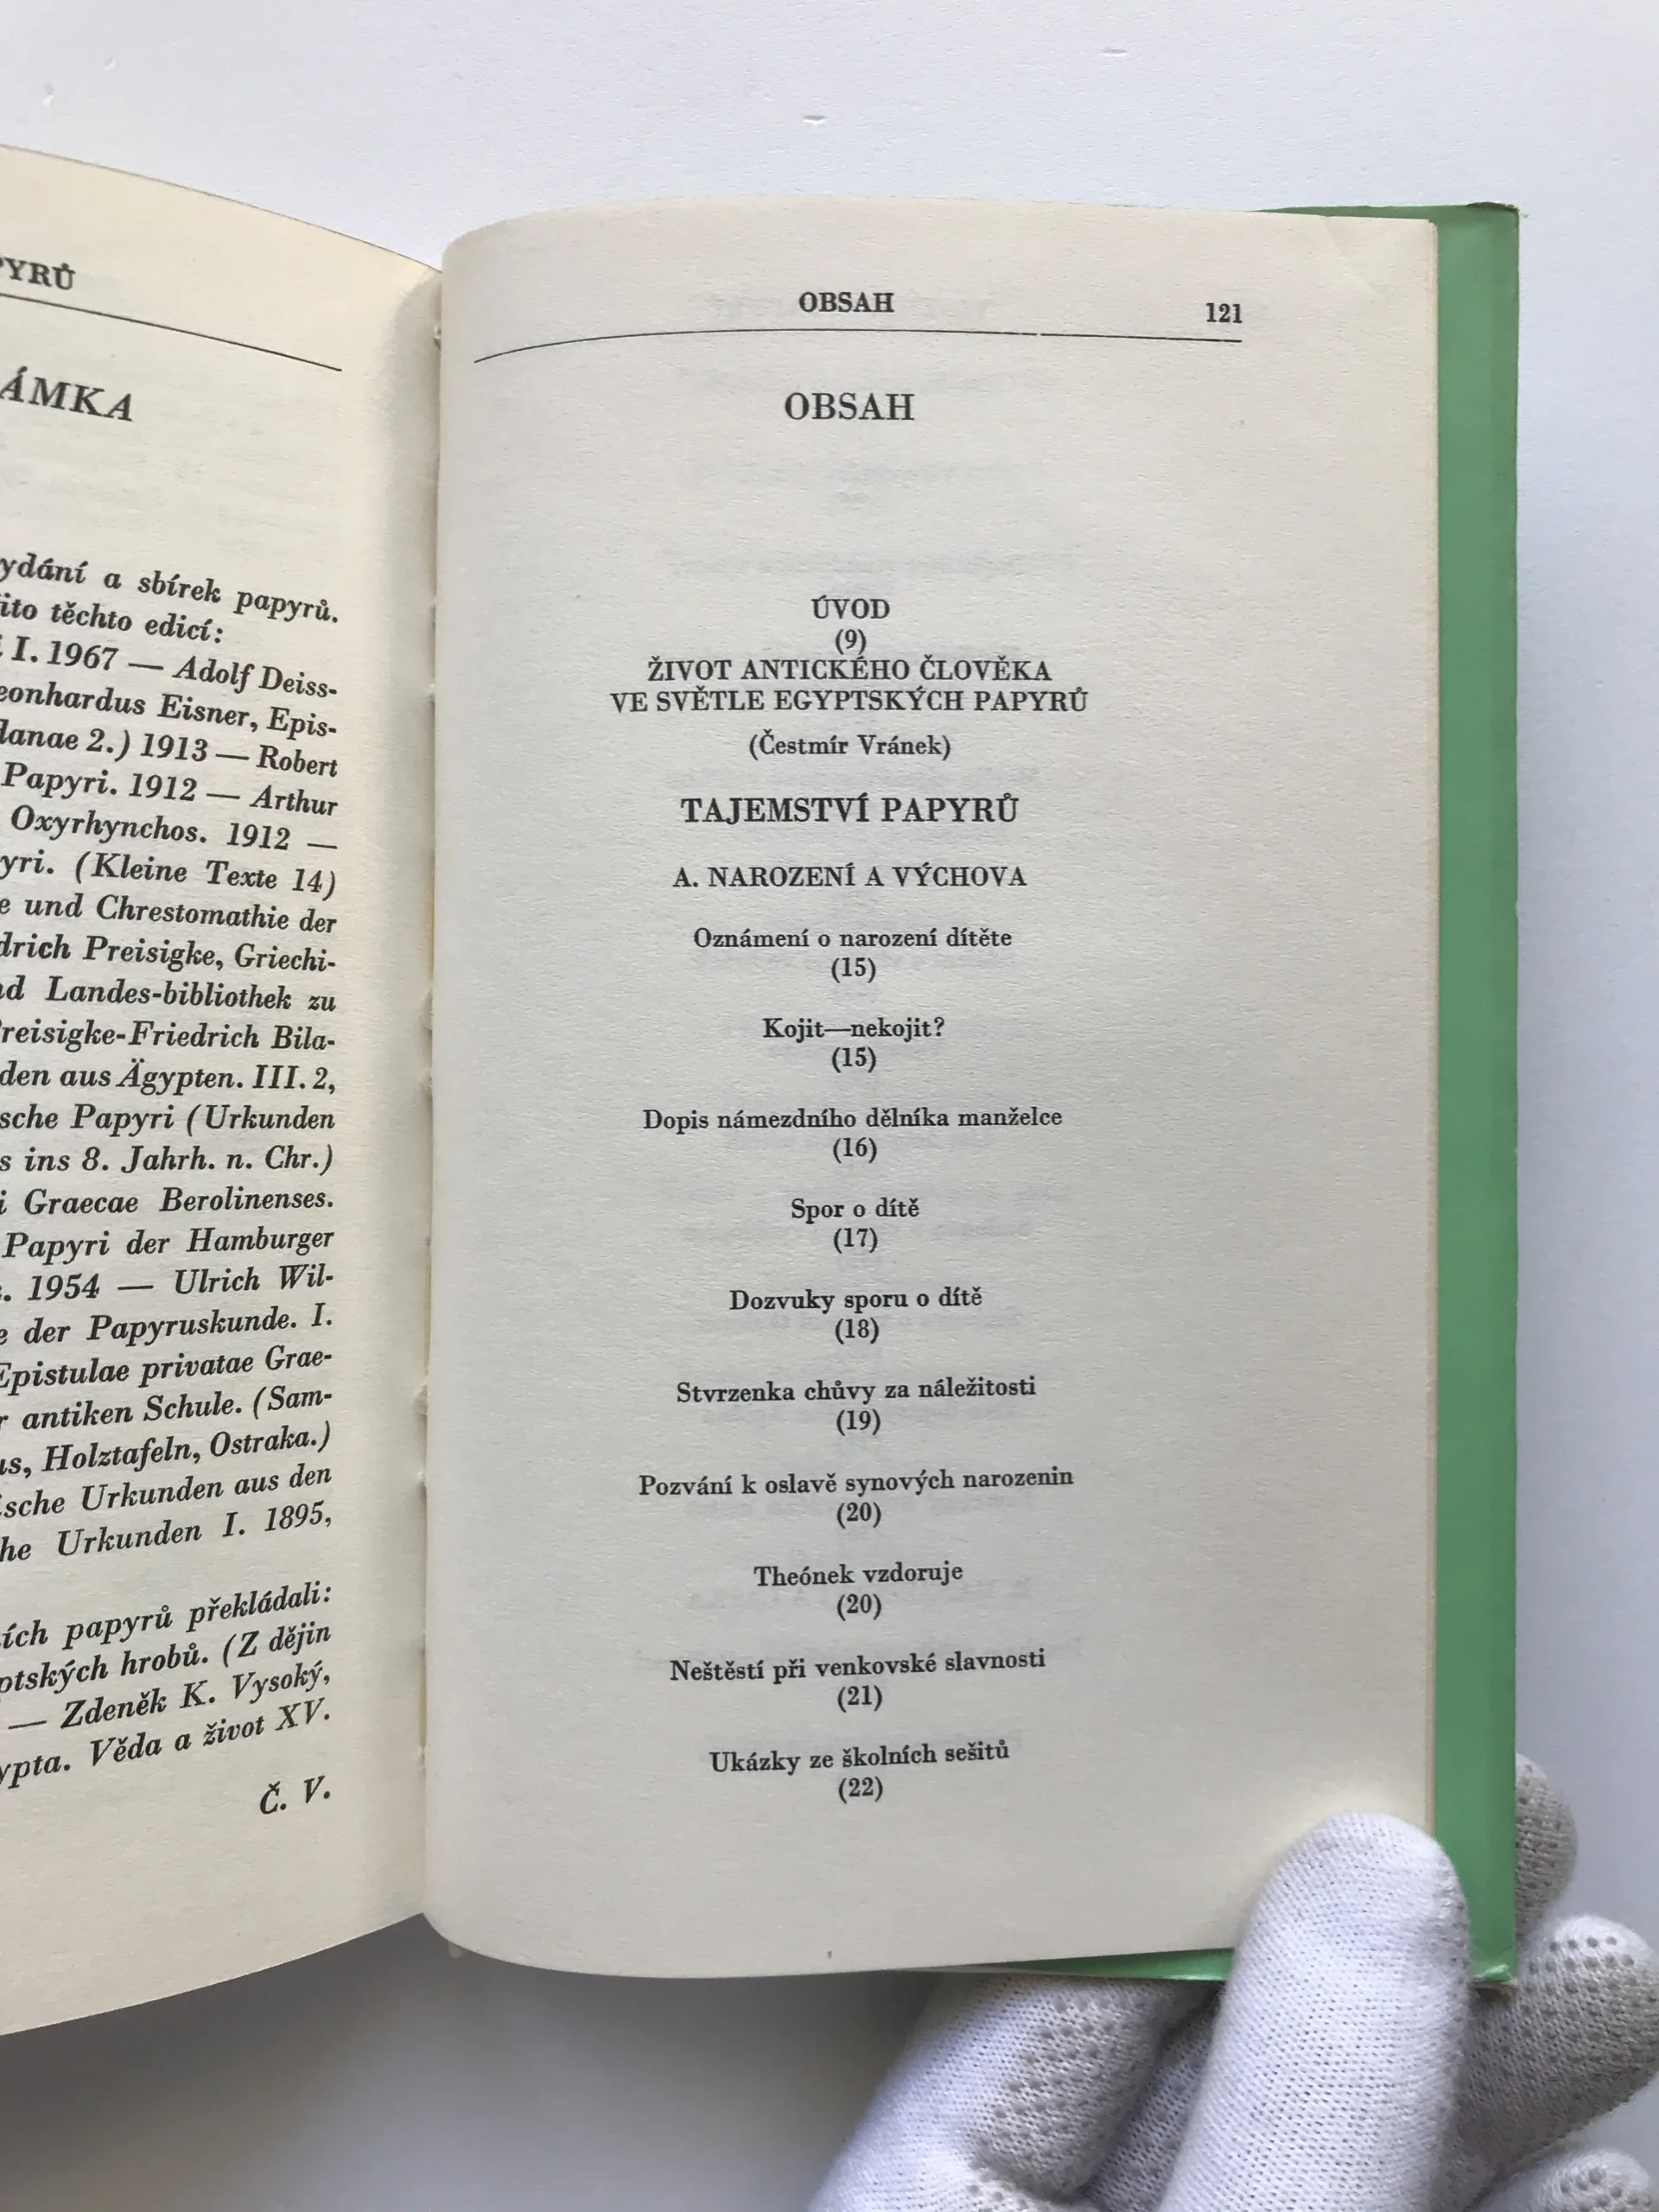 PYRŮ
ÁMKA
ydání a sbírek papyrů.
ito těchto edicí:
I. 1967 — Adolf Deiss-
eonhardus Eisner, Epis-
danae 2.) 1913 — Robert
Papyri. 1912 — Arthur
Oxyrhynchos. 1912 —
yri. (Kleine Texte 14)
e und Chrestomathie der
drich Preisigke, Griechi-
nd Landes-bibliothek zu
Preisigke-Friedrich Bila-
den aus Ägypten. III. 2,
sche Papyri (Urkunden
s ins 8. Jahrh. n. Chr.)
i Graecae Berolinenses.
Papyri der Hamburger
. 1954 — Ulrich Wil-
e der Papyruskunde. I.
Epistulae privatae Grae-
r antiken Schule. (Sam-
us, Holztafeln, Ostraka.)
ische Urkunden aus den
he Urkunden I. 1895,
ích papyrů překládali:
ptských hrobů. (Z dějin
— Zdeněk K. Vysoký,
ypta. Věda a život XV.
Č. V.
OBSAH 121
OBSAH
ÚVOD
(9)
ŽIVOT ANTICKÉHO ČLOVĚKA
VE SVĚTLE EGYPTSKÝCH PAPYRŮ
(Čestmír Vránek)
TAJEMSTVÍ PAPYRŮ
A. NAROZENÍ A VÝCHOVA
Oznámení o narození dítěte
(15)
Kojit—nekojit?
(15)
Dopis námezdního dělníka manželce
(16)
Spor o dítě
(17)
Dozvuky sporu o dítě
(18)
Stvrzenka chůvy za náležitosti
(19)
Pozvání k oslavě synových narozenin
(20)
Theónek vzdoruje
(20)
Neštěstí při venkovské slavnosti
(21)
Ukázky ze školních sešitů
(22)